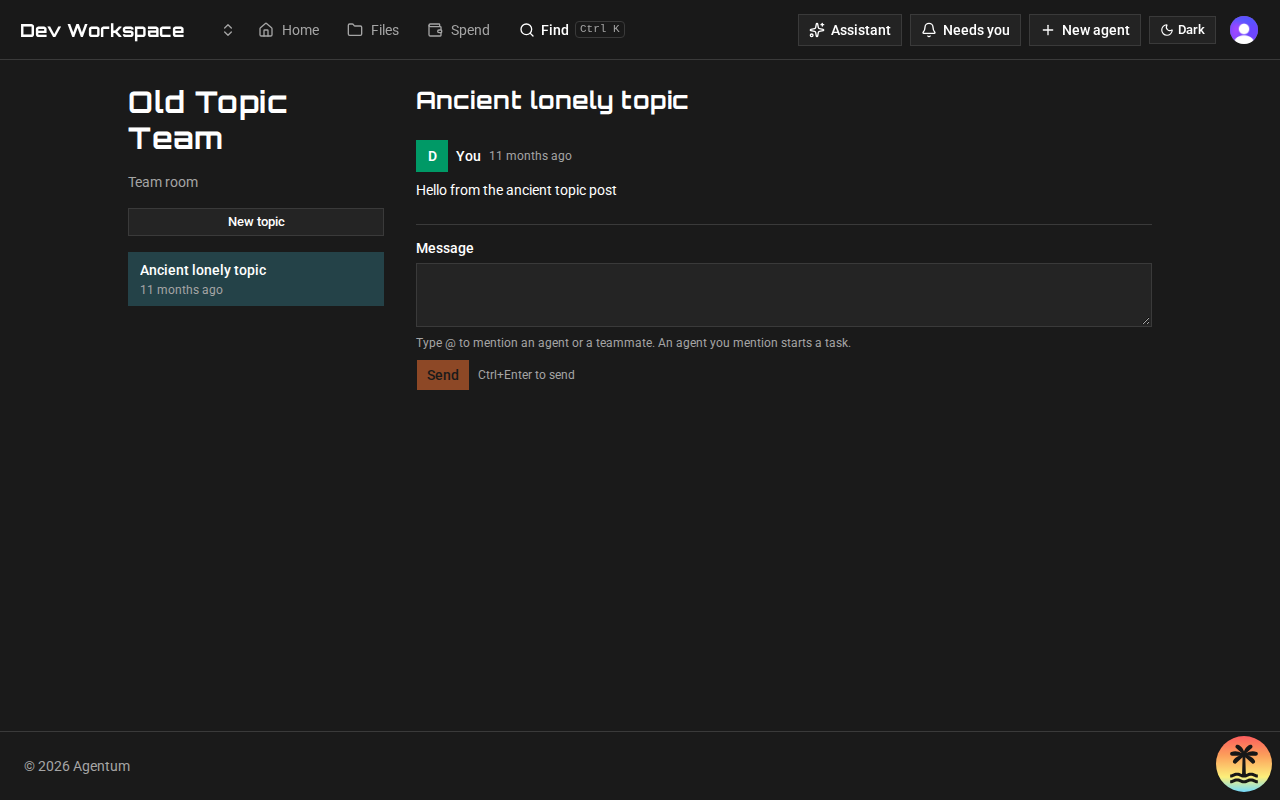 Dev Workspace
Home
Files
Spend
Find Ctrl K
Assistant
Needs you
New agent
Dark
Old Topic
Team
Team room
New topic
Ancient lonely topic
11 months ago
Ancient lonely topic
D You 11 months ago
Hello from the ancient topic post
Message
Type @ to mention an agent or a teammate. An agent you mention starts a task.
Send Ctrl+Enter to send
© 2026 Agentum